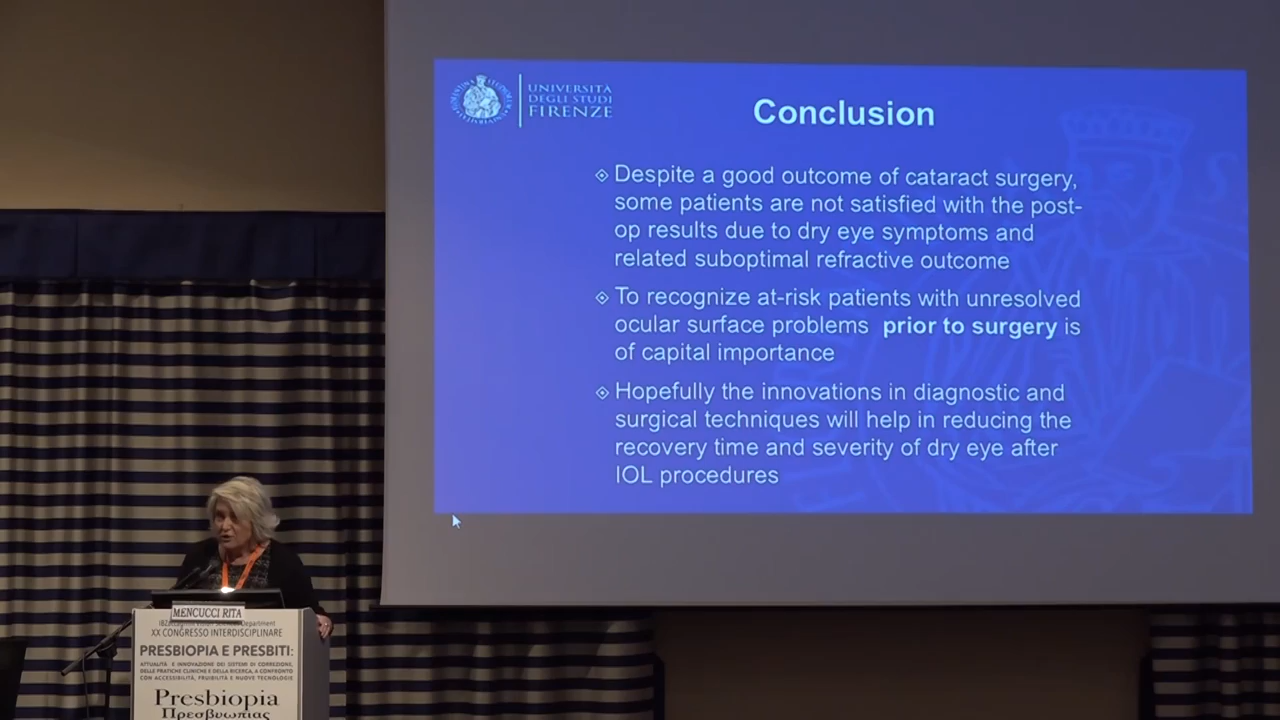 UNIVERSITÀ
DEGLI STUDI
FIRENZE
Conclusion
Despite a good outcome of cataract surgery,
some patients are not satisfied with the post-
op results due to dry eye symptoms and
related suboptimal refractive outcome
To recognize at-risk patients with unresolved
ocular surface problems prior to surgery is
of capital importance
Hopefully the innovations in diagnostic and
surgical techniques will help in reducing the
recovery time and severity of dry eye after
IOL procedures
MENCUCCI RITA
XX CONGRESSO INTERDISCIPLINARE
PRESBIOPIA E PRESBITI:
ATTUALITÀ E INNOVAZIONE DEI SISTEMI DI CORREZIONE,
DELLE PRATICHE CLINICHE E DELLA RICERCA, A CONFRONTO
CON ACCESSIBILITÀ, FRUIBILITÀ E NUOVE TECNOLOGIE
Presbiopia
Πρεσβυωπίας